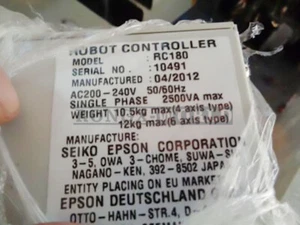 ROBOT CONTROLLER
MODEL : RC180
SERIAL NO. : 10491
MANUFACTURED : 04/2012
AC200-240V 50/60Hz
SINGLE PHASE 2500VA max
WEIGHT : 10.5kg max(4 axis type)
12kg max(6 axis type)
MANUFACTURE:
SEIKO EPSON CORPORATION
3-5, OWA 3-CHOME, SUWA-SHI
NAGANO-KEN, 392-8502 JAPAN
ENTITY PLACING ON EU MARKET
EPSON DEUTSCHLAND G
OTTO-HAHN-STR.4, D-